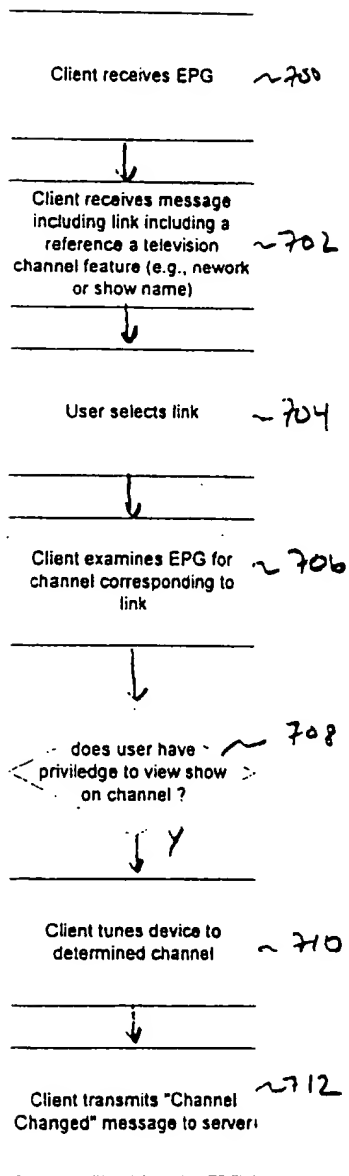 Client receives EPG ~700
Client receives message
including link including a
reference a television ~702
channel feature (e.g., nework
or show name)
User selects link ~704
Client examines EPG for ~706
channel corresponding to
link
does user have 708
priviledge to view show
on channel ?
Y
Client tunes device to
determined channel ~710
Client transmits "Channel ~712
Changed" message to server